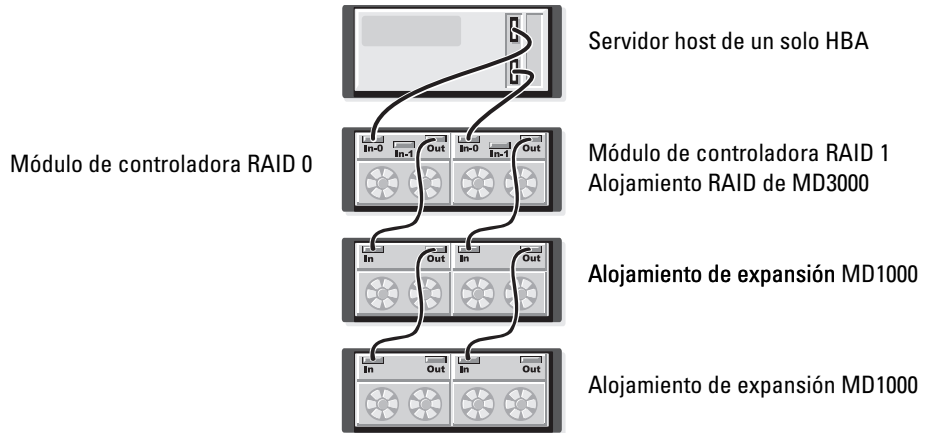 Servidor host de un solo HBA
In-0 In-1 Out In-0 In-1 Out
Módulo de controladora RAID 0
Módulo de controladora RAID 1
Alojamiento RAID de MD3000
In Out In Out
Alojamiento de expansión MD1000
In Out In Out
Alojamiento de expansión MD1000